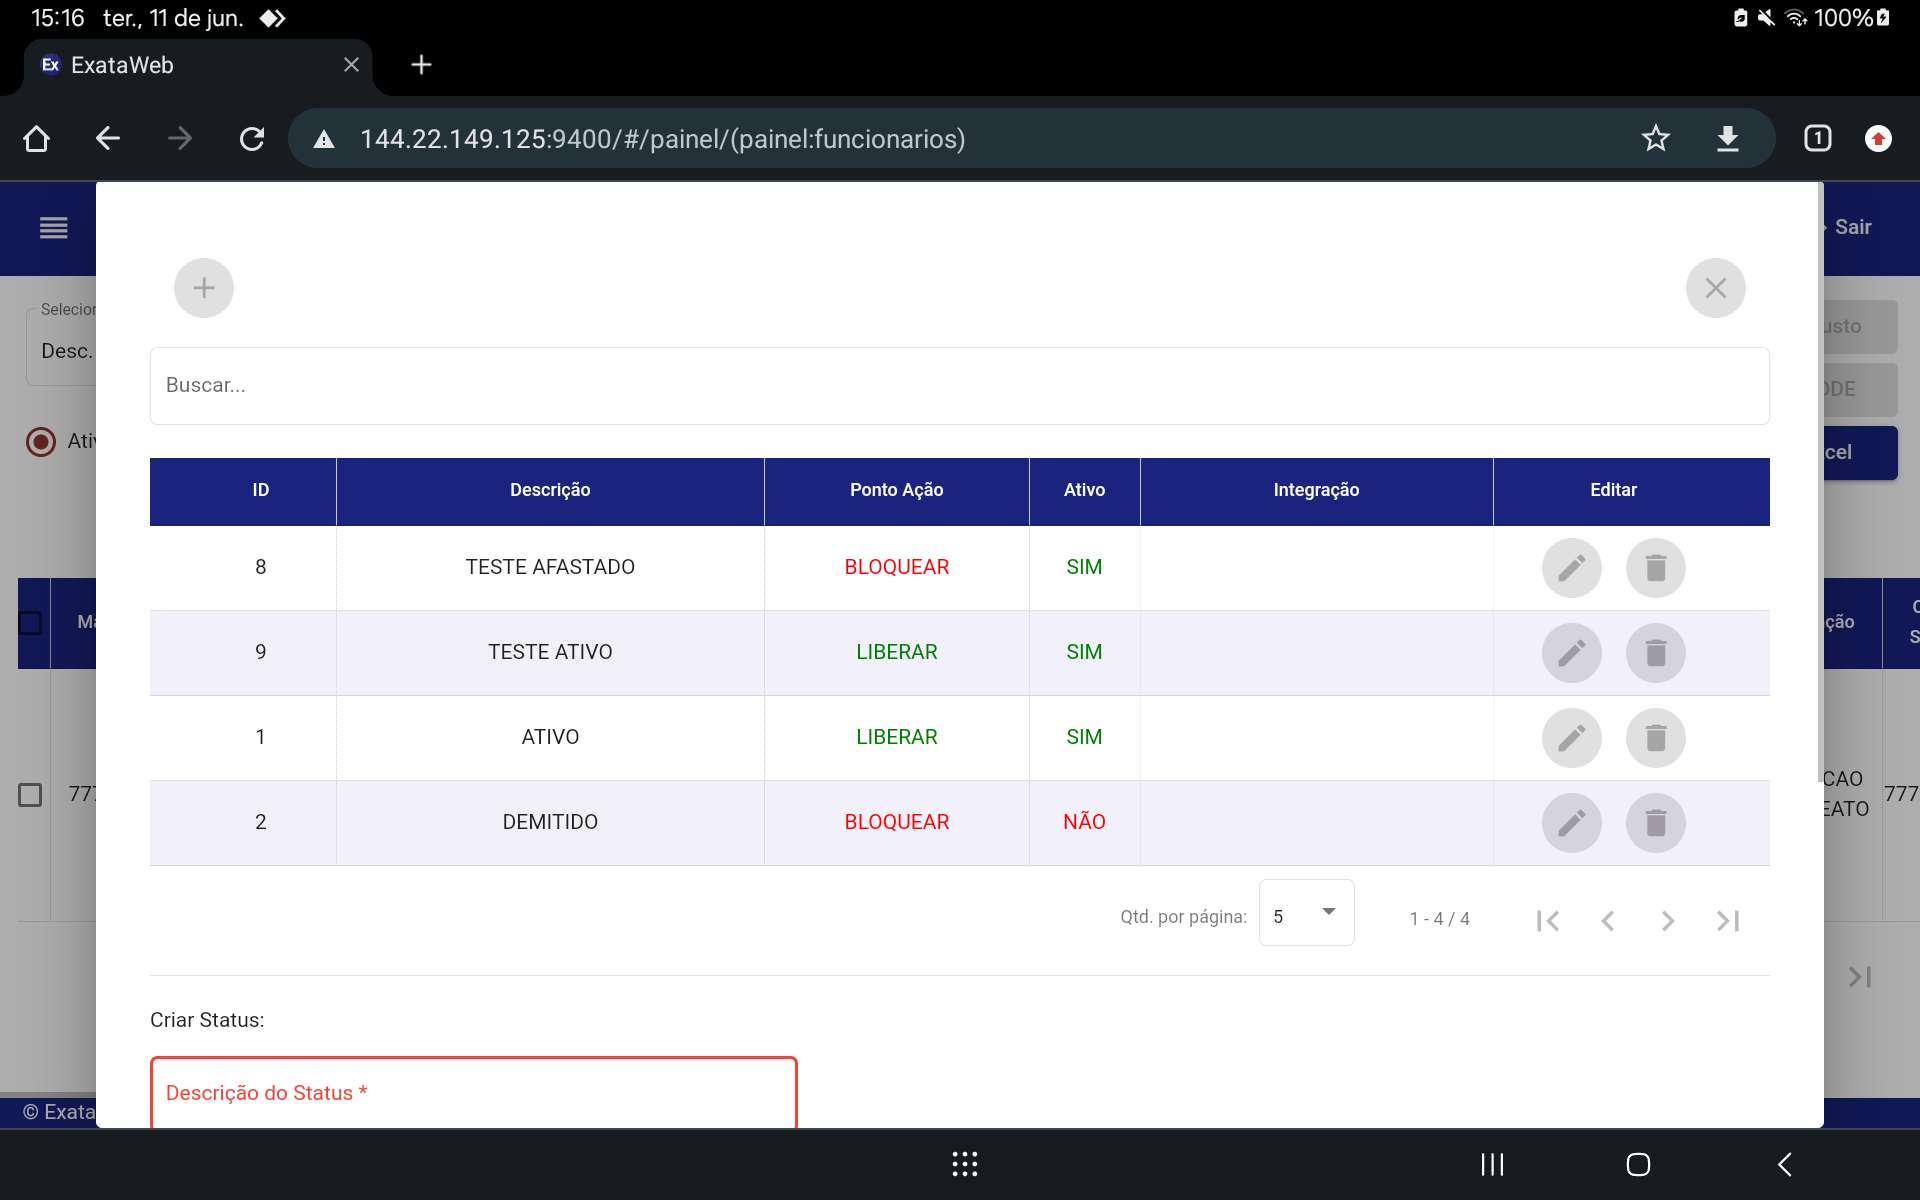 15:16 ter., 11 de jun. 100%
Ex ExataWeb
144.22.149.125:9400/#/painel/(painel:funcionarios) 1
Sair
Selecion
Desc.
usto
ODE
Ativ
cel
Buscar...
ID Descrição Ponto Ação Ativo Integração Editar
8 TESTE AFASTADO BLOQUEAR SIM
9 TESTE ATIVO LIBERAR SIM
1 ATIVO LIBERAR SIM
2 DEMITIDO BLOQUEAR NÃO
Ma
ção
777
CAO
EATO
777
Qtd. por página: 5 1 - 4 / 4
Criar Status:
Descrição do Status *
© Exata